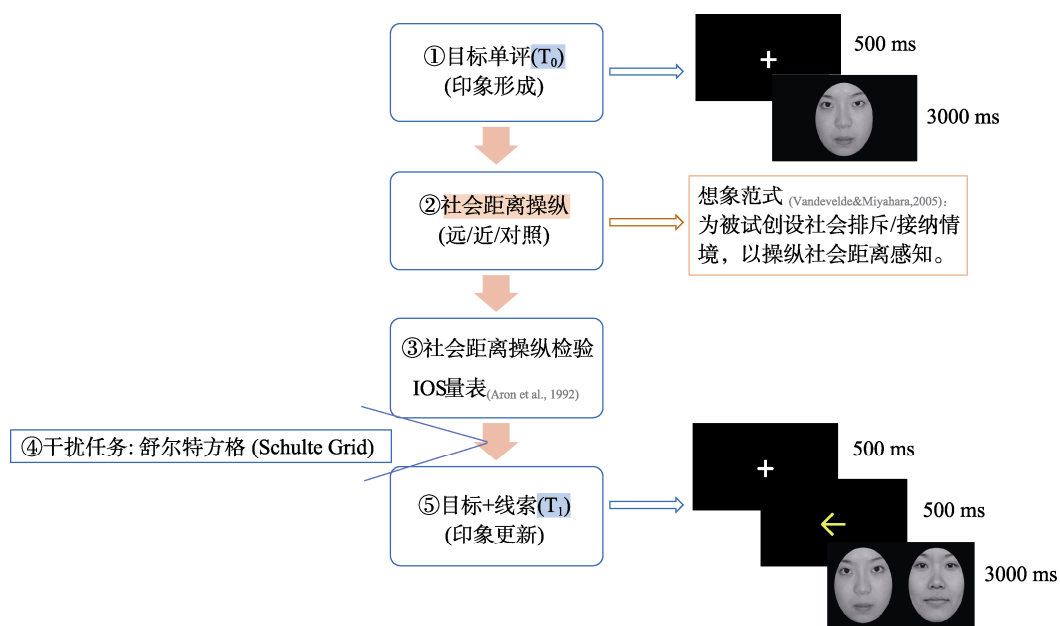 ①目标单评(T₀)
(印象形成)
500 ms
3000 ms
②社会距离操纵
(远/近/对照)
想象范式 (Vandevelde&Miyahara,2005):
为被试创设社会排斥/接纳情
境，以操纵社会距离感知。
③社会距离操纵检验
IOS量表(Aron et al., 1992)
④干扰任务: 舒尔特方格 (Schulte Grid)
⑤目标+线索(T₁)
(印象更新)
500 ms
500 ms
3000 ms